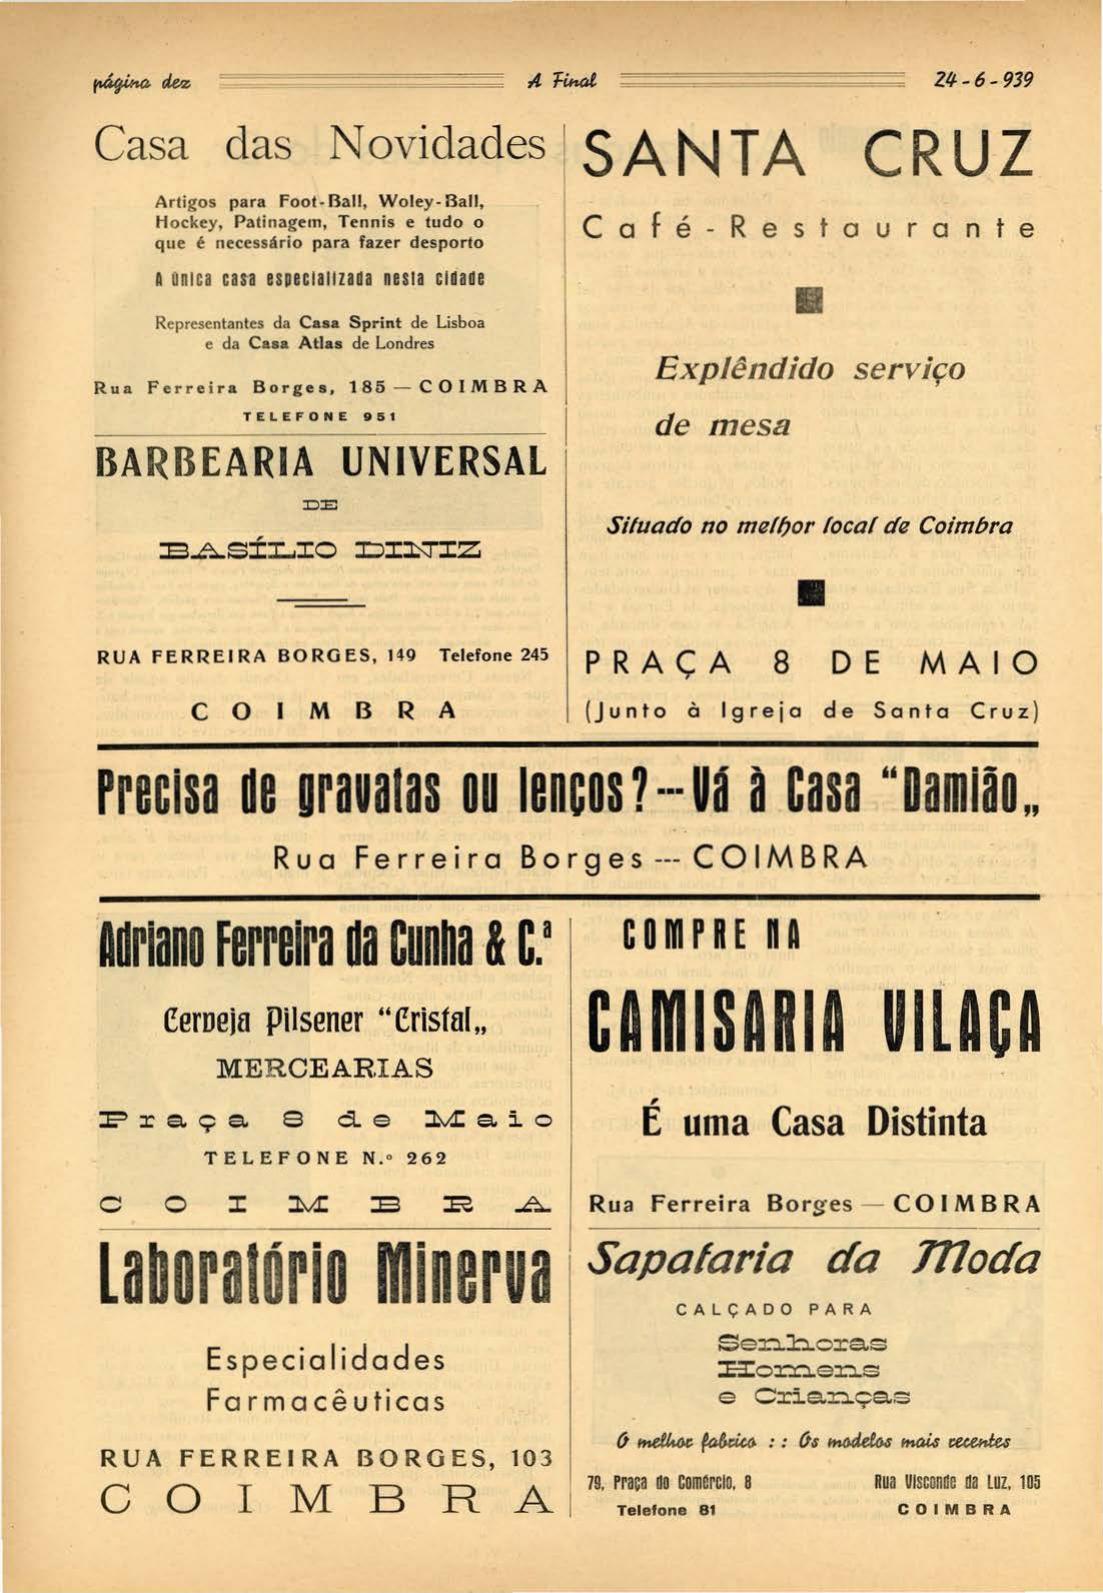 página dez
A Final
24-6-939
Casa das Novidades
Artigos para Foot-Ball, Woley-Ball,
Hockey, Patinagem, Tennis e tudo o
que é necessário para fazer desporto
A única casa especializada nesta cidade
Representantes da Casa Sprint de Lisboa
e da Casa Atlas de Londres
Rua Ferreira Borges, 185 — COIMBRA
TELEFONE 951
BARBEARIA UNIVERSAL
DE
BASÍLIO DINIZ
RUA FERREIRA BORGES, 149 Telefone 245
COIMBRA
SANTA CRUZ
Café-Restaurante
Explêndido serviço
de mesa
Situado no melhor local de Coimbra
PRAÇA 8 DE MAIO
(Junto à Igreja de Santa Cruz)
Precisa de gravatas ou lenços? --- Vá à Casa "Damião„
Rua Ferreira Borges --- COIMBRA
Adriano Ferreira da Cunha & C.ª
Cerveja Pilsener "Cristal„
MERCEARIAS
Praça 8 de Maio
TELEFONE N.º 262
COIMBRA
Laboratório Minerva
Especialidades
Farmacêuticas
RUA FERREIRA BORGES, 103
COIMBRA
COMPRE NA
CAMISARIA VILAÇA
É uma Casa Distinta
Rua Ferreira Borges — COIMBRA
Sapataria da Moda
CALÇADO PARA
Senhoras
Homens
e Crianças
O melhor fabrico : : Os modelos mais recentes
79, Praça do Comércio, 8
Telefone 81
Rua Visconde da Luz, 105
COIMBRA